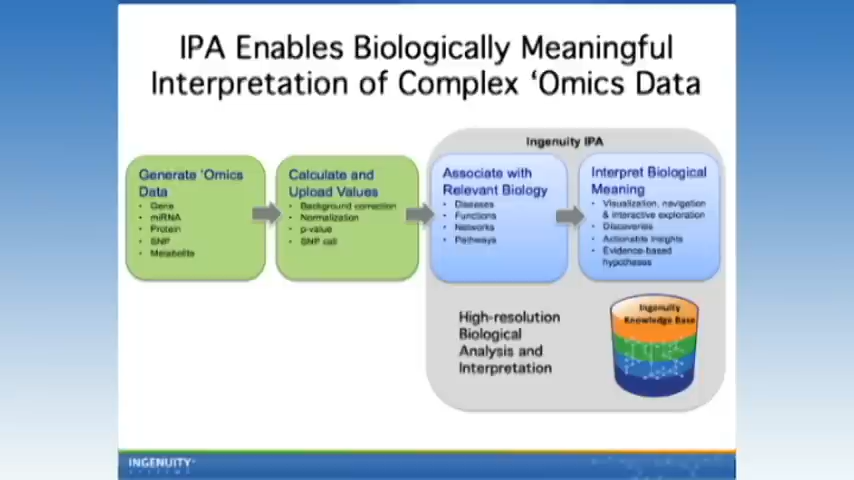 IPA Enables Biologically Meaningful
Interpretation of Complex ‘Omics Data
Ingenuity IPA
Generate ‘Omics
Data
• Gene
• miRNA
• Protein
• SNP
• Metabolite
Calculate and
Upload Values
• Background correction
• Normalization
• p-value
• SNP call
Associate with
Relevant Biology
• Diseases
• Functions
• Networks
• Pathways
Interpret Biological
Meaning
• Visualization, navigation
& interactive exploration
• Discoveries
• Actionable insights
• Evidence-based
hypotheses
High-resolution
Biological
Analysis and
Interpretation
Ingenuity
Knowledge Base
INGENUITY
SYSTEMS